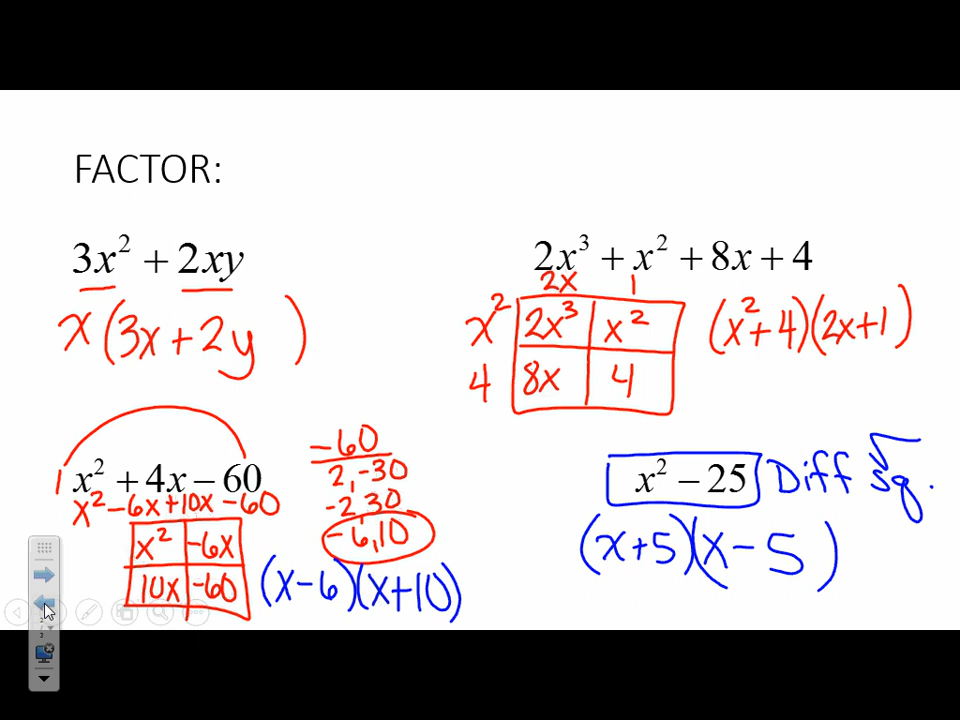 FACTOR:
3x² + 2xy
x(3x+2y)
2x³ + x² + 8x + 4
2x 1
x² 2x³ x²
4 8x 4
(x²+4)(2x+1)
1
x² + 4x − 60
x²−6x+10x−60
x² −6x
10x −60
−60
2,−30
−2,30
−6,10
(x−6)(x+10)
x² − 25 Diff √ Sq.
(x+5)(x−5)